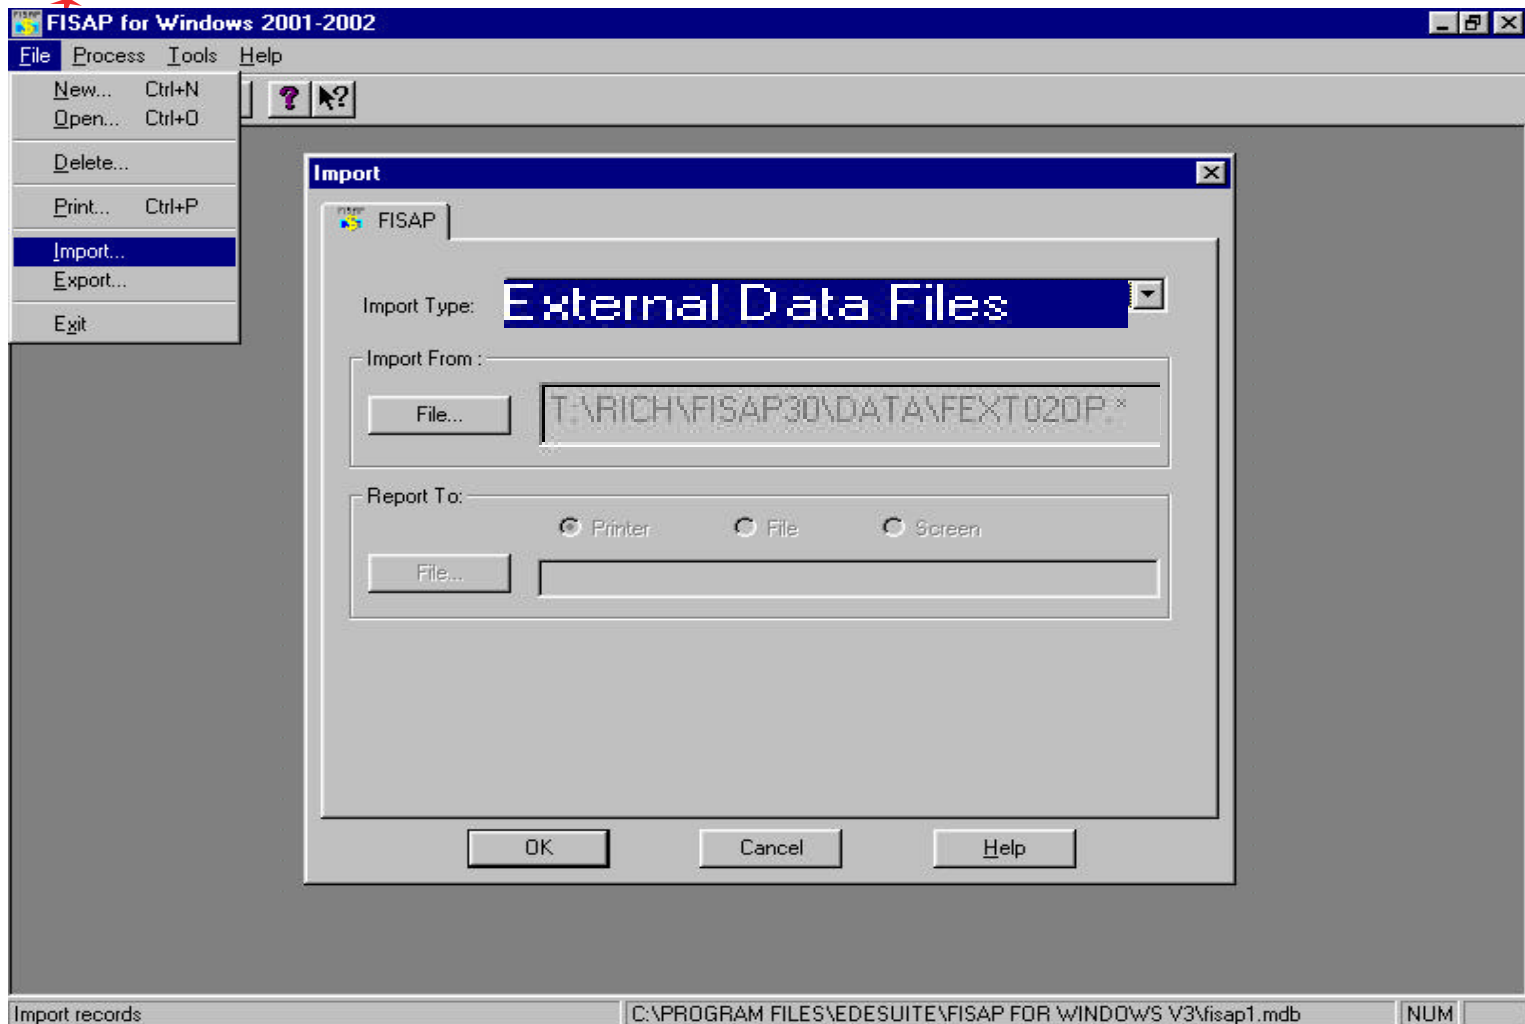 FISAP for Windows 2001-2002
File Process Tools Help
New... Ctrl+N
Open... Ctrl+O
Delete...
Print... Ctrl+P
Import...
Export...
Exit
Import
FISAP
Import Type: External Data Files
Import From :
File... T:\RICH\FISAP30\DATA\FEXT02OP.*
Report To:
Printer File Screen
File...
OK Cancel Help
Import records C:\PROGRAM FILES\EDESUITE\FISAP FOR WINDOWS V3\fisap1.mdb NUM